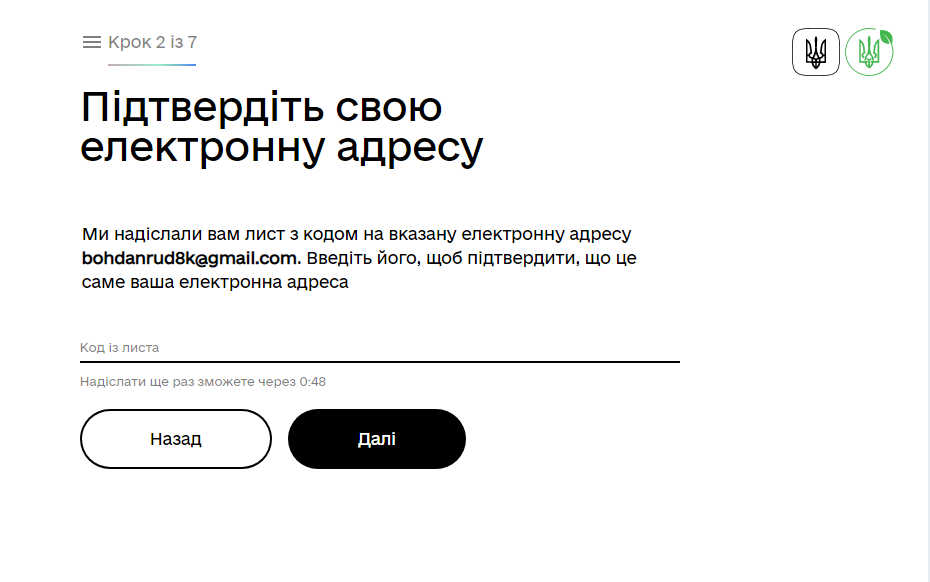 Крок 2 із 7
Підтвердіть свою
електронну адресу
Ми надіслали вам лист з кодом на вказану електронну адресу
bohdanrud8k@gmail.com. Введіть його, щоб підтвердити, що це
саме ваша електронна адреса
Код із листа
Надіслати ще раз зможете через 0:48
Назад
Далі